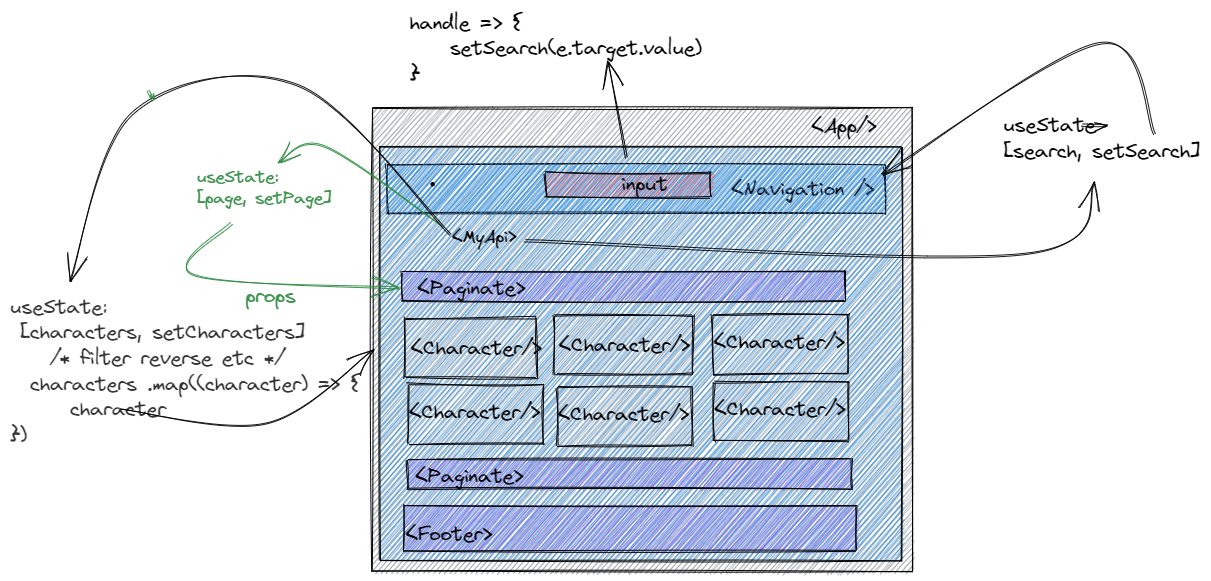 handle => {
setSearch(e.target.value)
}
<App/>
useState
[search, setSearch]
input
<Navigation />
useState:
[page, setPage]
<MyApi>
props
<Paginate>
useState:
[characters, setCharacters]
/* filter reverse etc */
characters .map((character) => {
character
})
<Character/>
<Character/>
<Character/>
<Character/>
<Character/>
<Character/>
<Paginate>
<Footer>